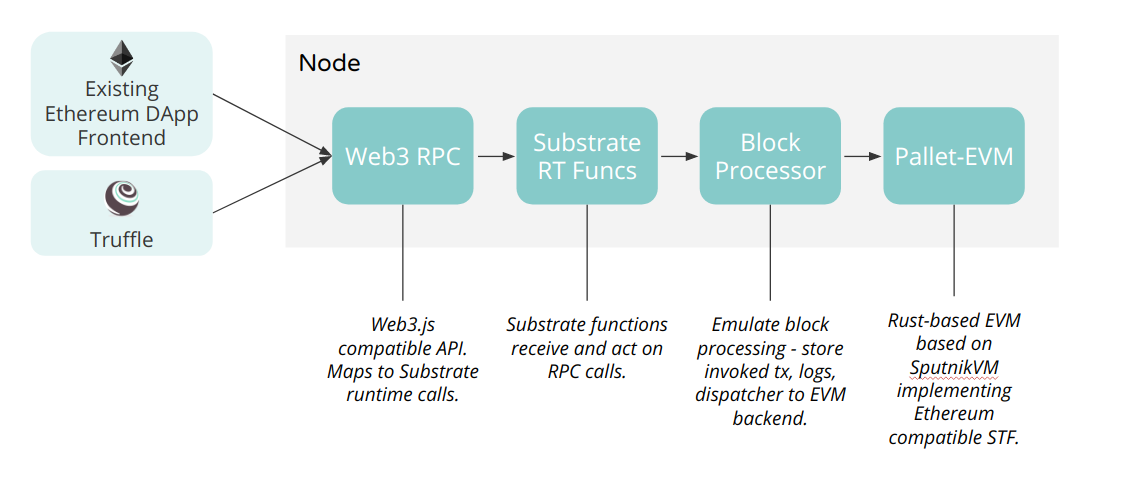 Existing
Ethereum DApp
Frontend
Truffle
Node
Web3 RPC
Substrate
RT Funcs
Block
Processor
Pallet-EVM
Web3.js
compatible API.
Maps to Substrate
runtime calls.
Substrate functions
receive and act on
RPC calls.
Emulate block
processing - store
invoked tx, logs,
dispatcher to EVM
backend.
Rust-based EVM
based on
SputnikVM
implementing
Ethereum
compatible STF.